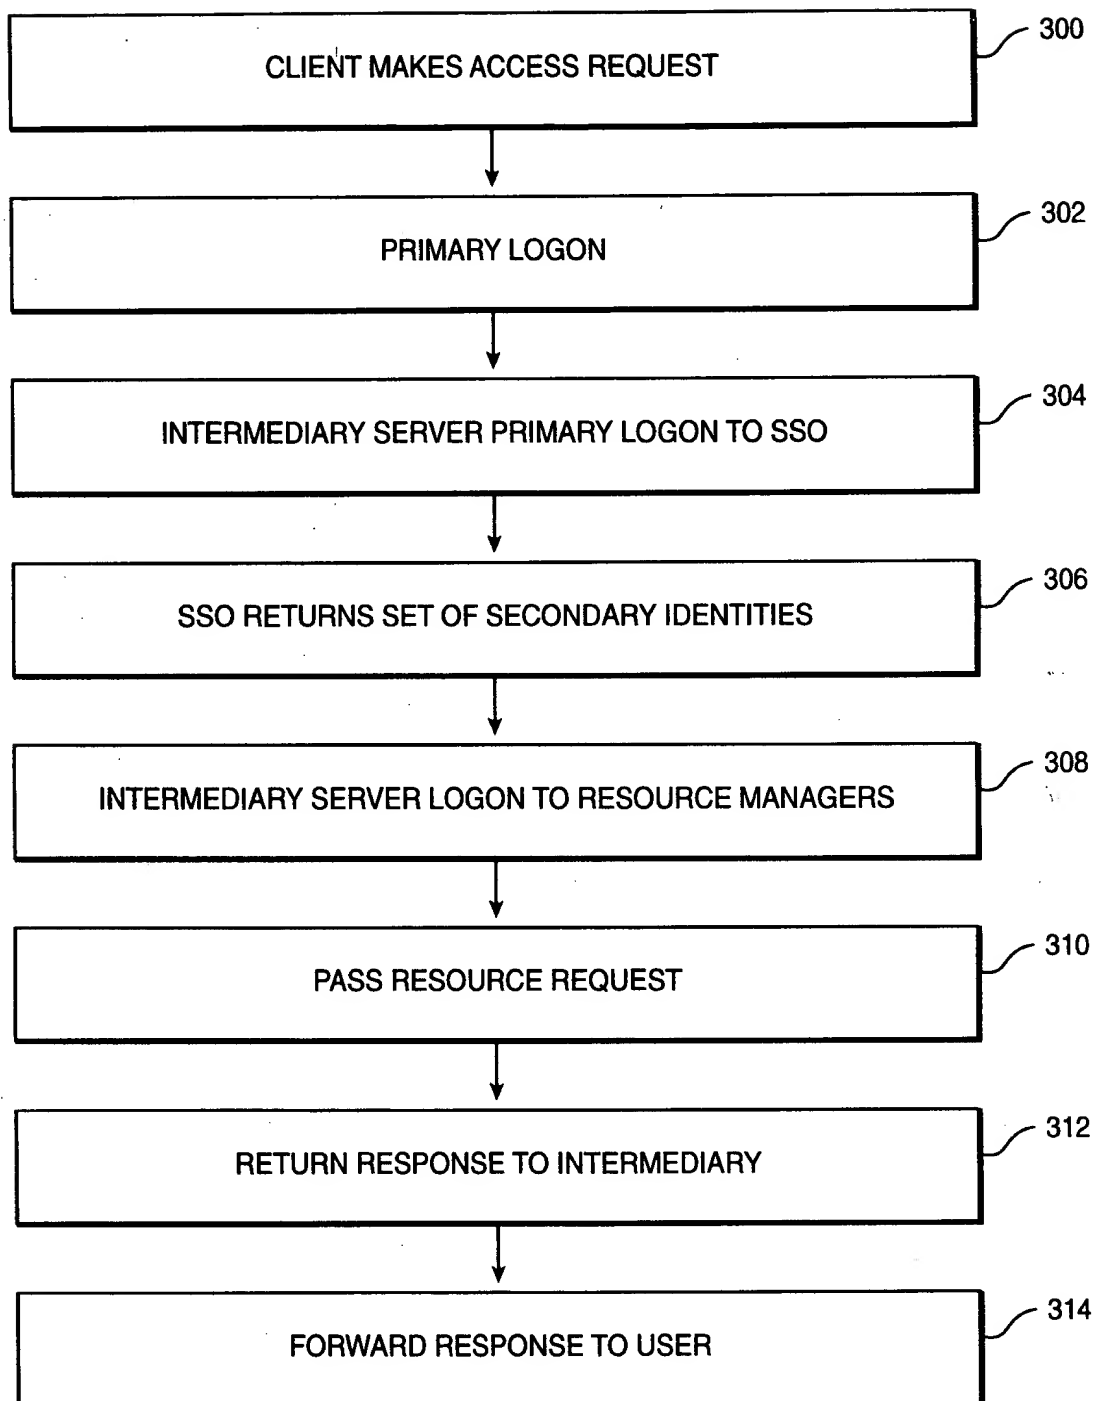 300
CLIENT MAKES ACCESS REQUEST
302
PRIMARY LOGON
304
INTERMEDIARY SERVER PRIMARY LOGON TO SSO
306
SSO RETURNS SET OF SECONDARY IDENTITIES
308
INTERMEDIARY SERVER LOGON TO RESOURCE MANAGERS
310
PASS RESOURCE REQUEST
312
RETURN RESPONSE TO INTERMEDIARY
314
FORWARD RESPONSE TO USER